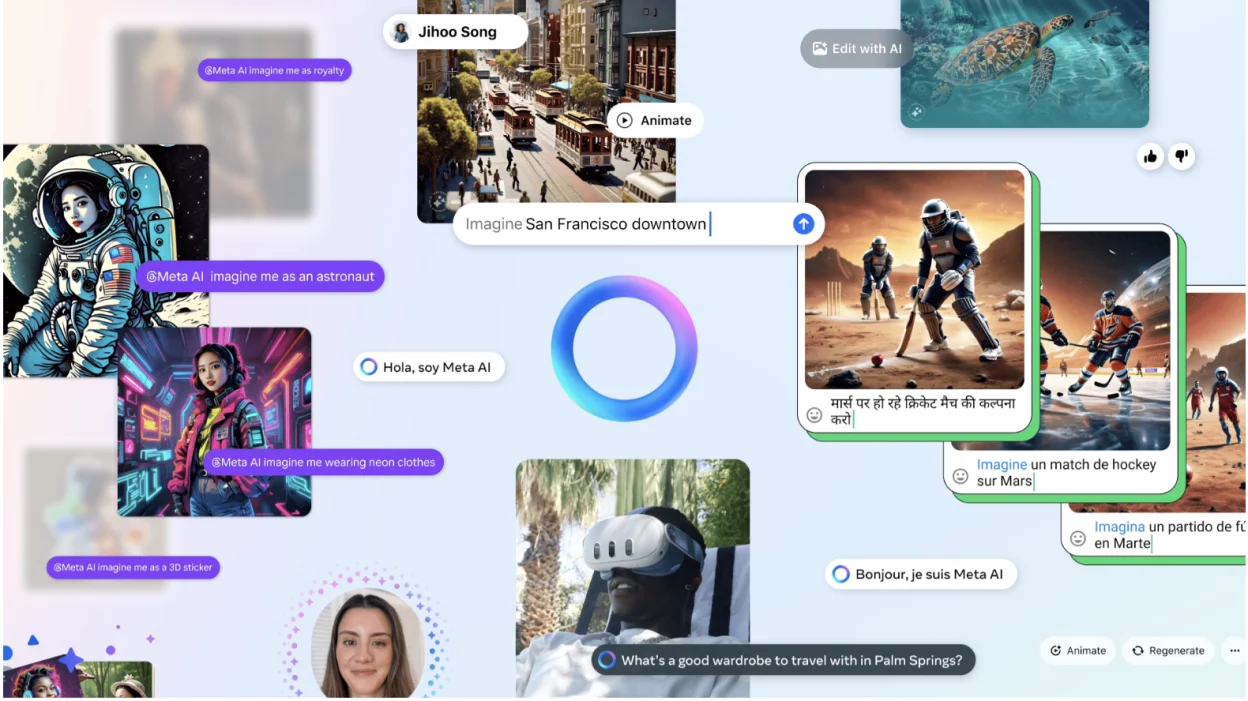 Jihoo Song
Edit with AI
@Meta AI imagine me as royalty
Animate
Imagine San Francisco downtown
@Meta AI imagine me as an astronaut
Hola, soy Meta AI
मार्स पर हो रहे क्रिकेट मैच की कल्पना
करो
@Meta AI imagine me wearing neon clothes
Imagine un match de hockey
sur Mars
Imagina un partido de
en Marte
@Meta AI imagine me as a 3D sticker
Bonjour, je suis Meta AI
What's a good wardrobe to travel with in Palm Springs?
Animate
Regenerate